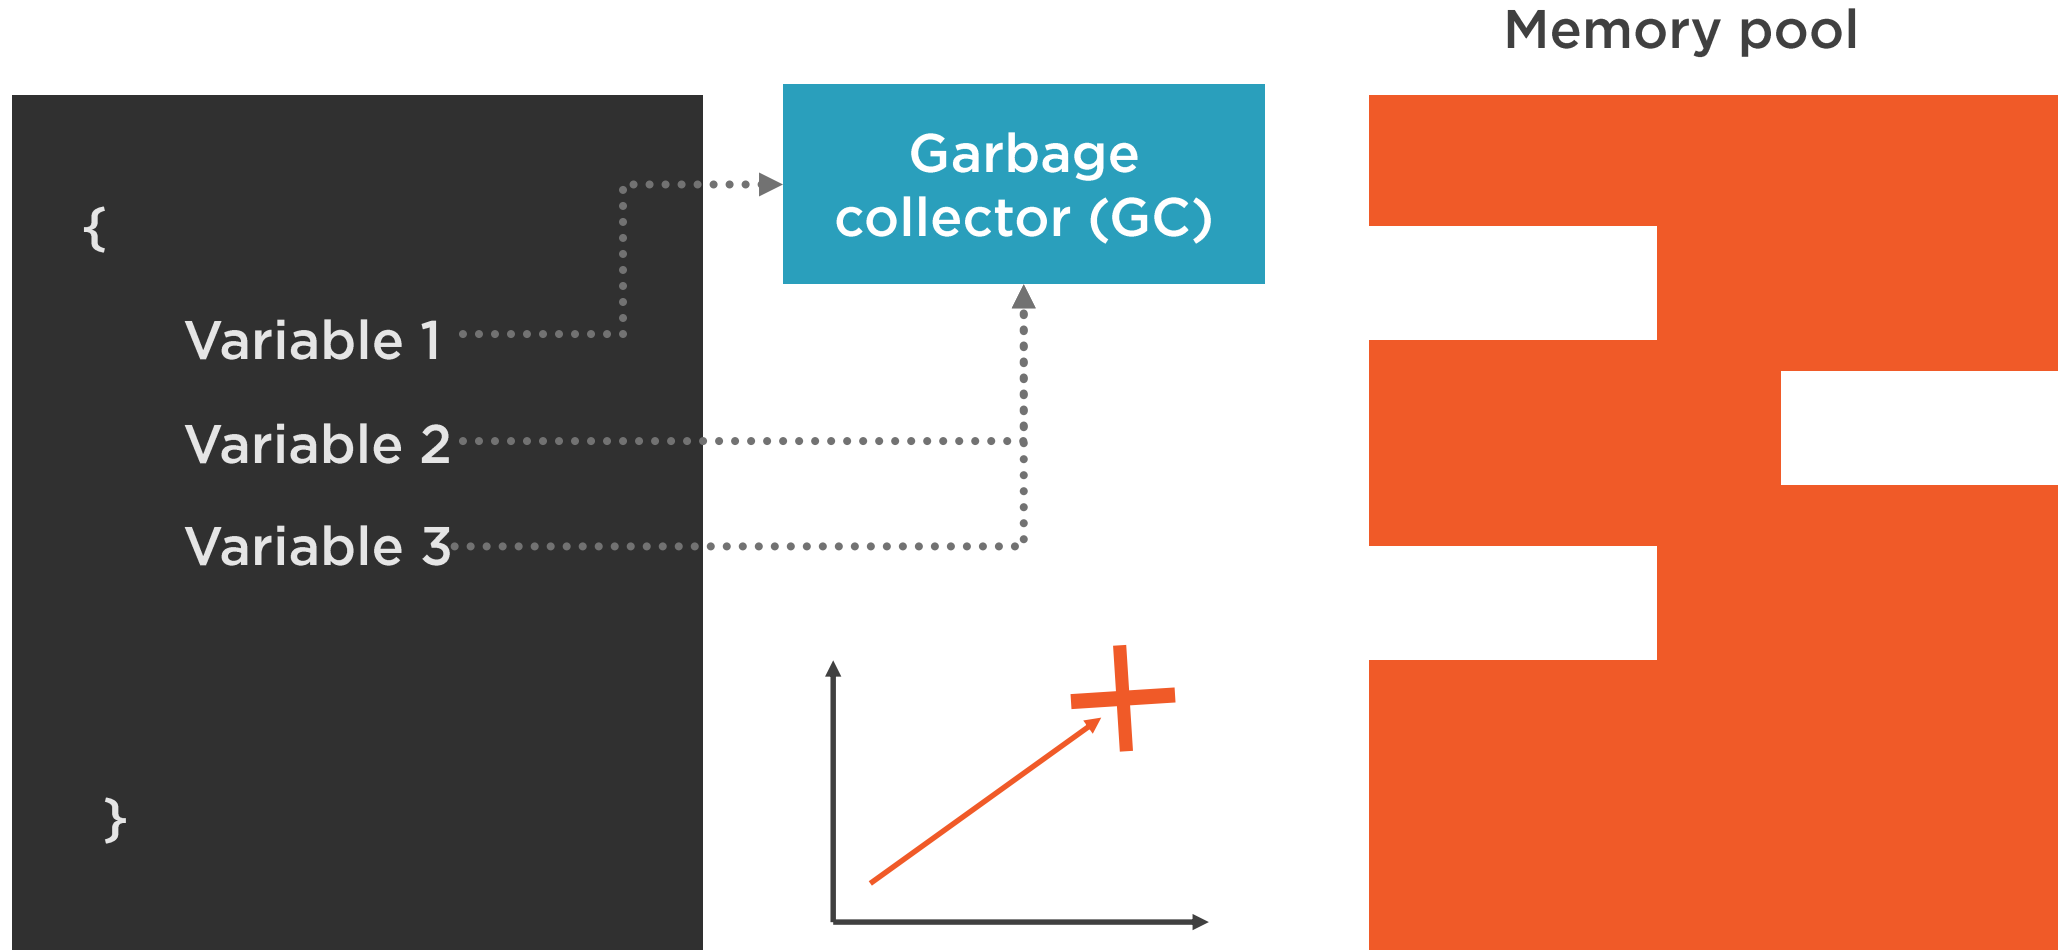 Memory pool
Garbage
collector (GC)
{
Variable 1
Variable 2
Variable 3
}